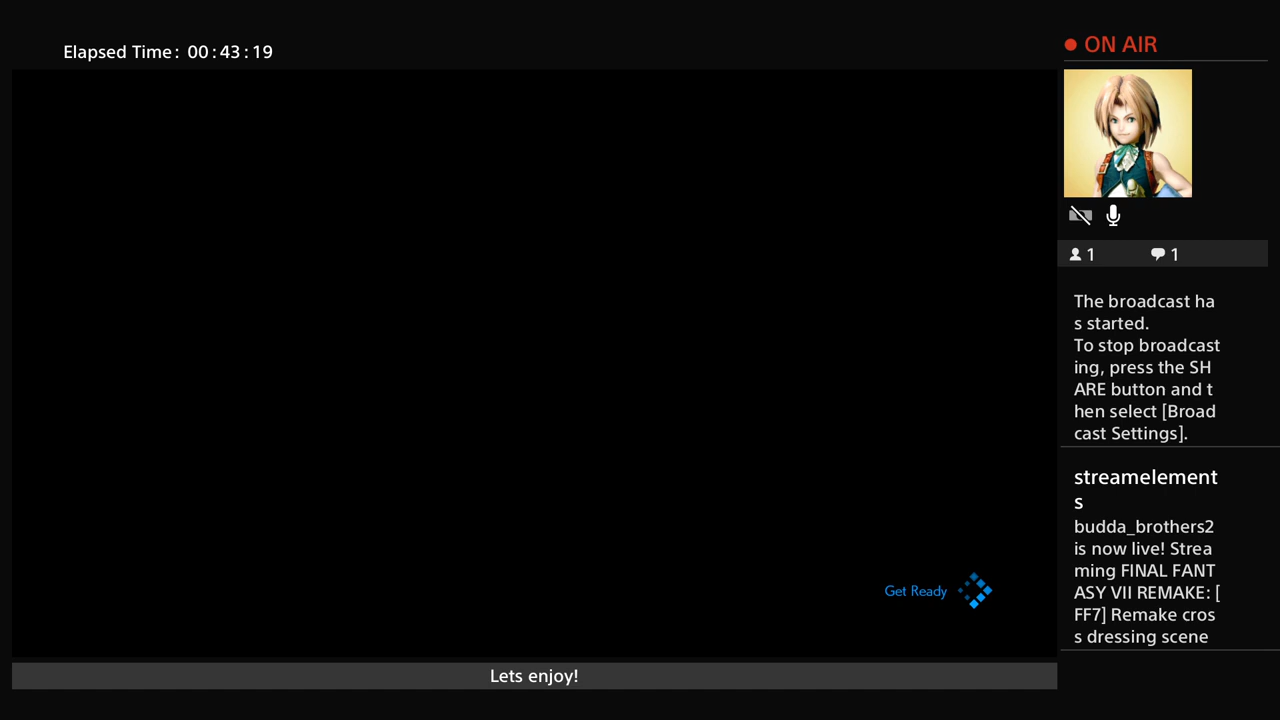 Elapsed Time: 00:43:19
ON AIR
1 1
The broadcast ha
s started.
To stop broadcast
ing, press the SH
ARE button and t
hen select [Broad
cast Settings].
streamelement
s
budda_brothers2
is now live! Strea
ming FINAL FANT
ASY VII REMAKE: [
FF7] Remake cros
s dressing scene
Get Ready
Lets enjoy!